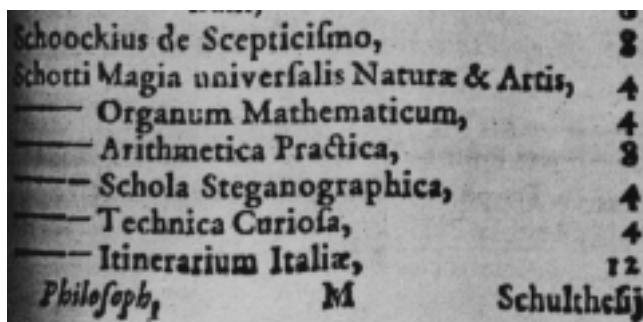 Schoockius de Scepticiſmo, 8
Schotti Magia univerſalis Naturæ & Artis, 4
—— Organum Mathematicum, 4
—— Arithmetica Practica, 8
—— Schola Steganographica, 4
—— Technica Curioſa, 4
—— Itinerarium Italiæ, 12
Philoſoph, M Schultheſij